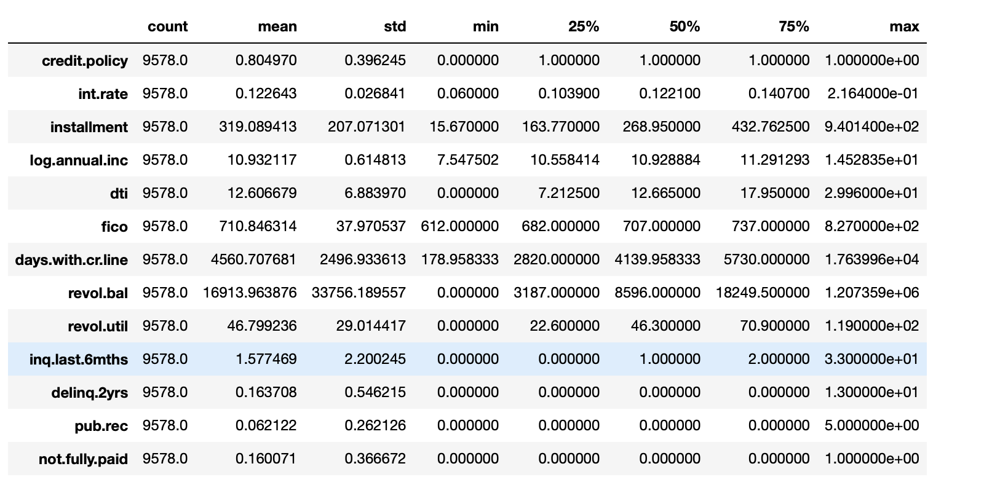 count mean std min 25% 50% 75% max
credit.policy 9578.0 0.804970 0.396245 0.000000 1.000000 1.000000 1.000000 1.000000e+00
int.rate 9578.0 0.122643 0.026841 0.060000 0.103900 0.122100 0.140700 2.164000e-01
installment 9578.0 319.089413 207.071301 15.670000 163.770000 268.950000 432.762500 9.401400e+02
log.annual.inc 9578.0 10.932117 0.614813 7.547502 10.558414 10.928884 11.291293 1.452835e+01
dti 9578.0 12.606679 6.883970 0.000000 7.212500 12.665000 17.950000 2.996000e+01
fico 9578.0 710.846314 37.970537 612.000000 682.000000 707.000000 737.000000 8.270000e+02
days.with.cr.line 9578.0 4560.707681 2496.933613 178.958333 2820.000000 4139.958333 5730.000000 1.763996e+04
revol.bal 9578.0 16913.963876 33756.189557 0.000000 3187.000000 8596.000000 18249.500000 1.207359e+06
revol.util 9578.0 46.799236 29.014417 0.000000 22.600000 46.300000 70.900000 1.190000e+02
inq.last.6mths 9578.0 1.577469 2.200245 0.000000 0.000000 1.000000 2.000000 3.300000e+01
delinq.2yrs 9578.0 0.163708 0.546215 0.000000 0.000000 0.000000 0.000000 1.300000e+01
pub.rec 9578.0 0.062122 0.262126 0.000000 0.000000 0.000000 0.000000 5.000000e+00
not.fully.paid 9578.0 0.160071 0.366672 0.000000 0.000000 0.000000 0.000000 1.000000e+00